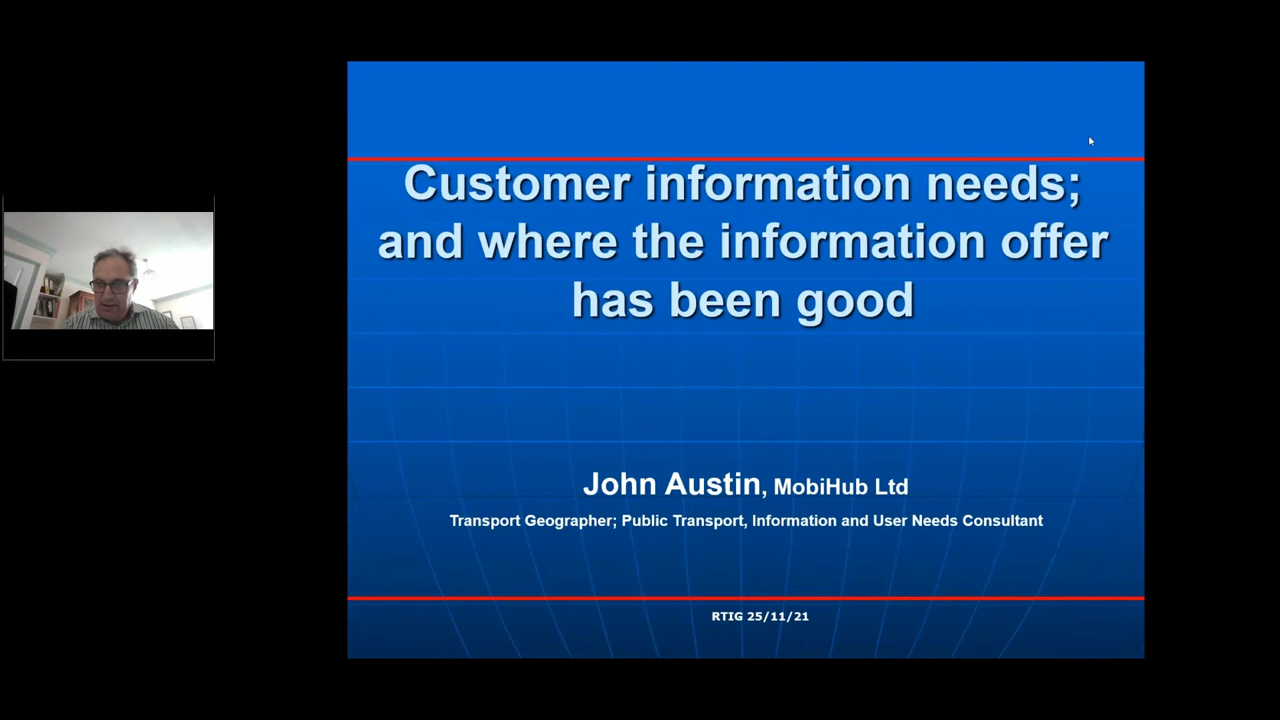 Customer information needs;
and where the information offer
has been good
John Austin, MobiHub Ltd
Transport Geographer; Public Transport, Information and User Needs Consultant
RTIG 25/11/21